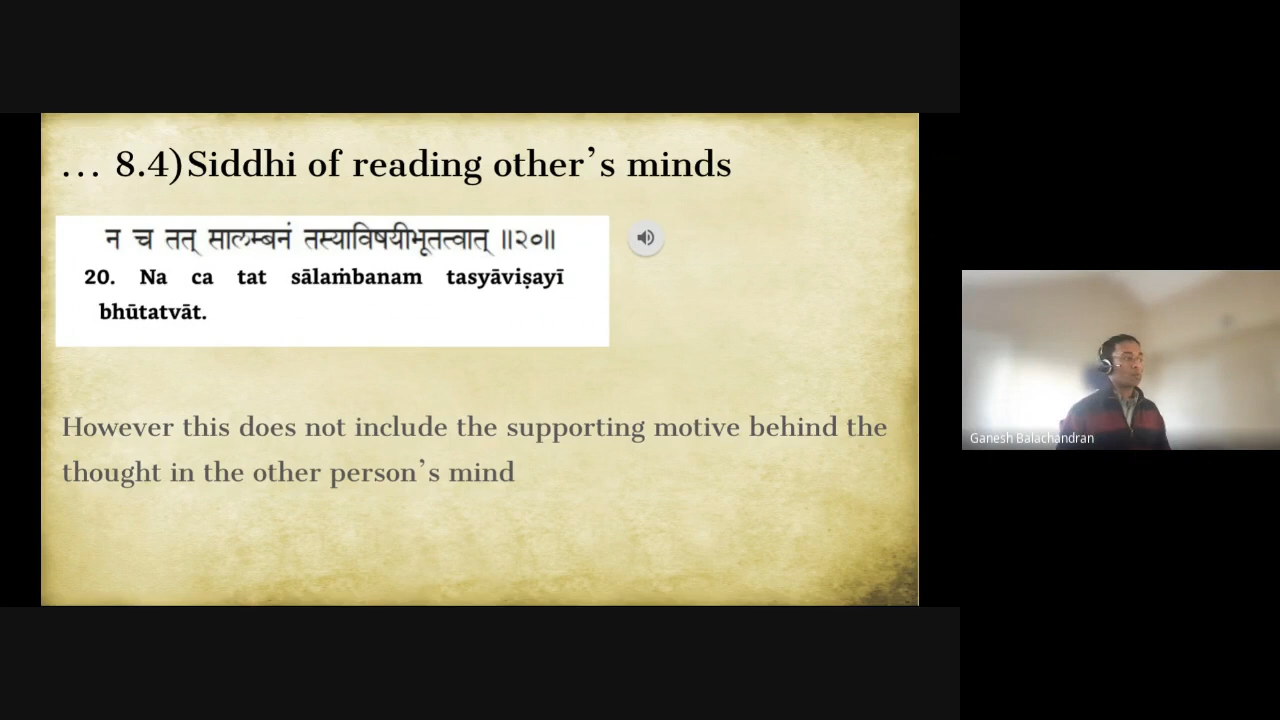 ... 8.4)Siddhi of reading other’s minds
न च तत् सालम्बनं तस्याविषयीभूतत्वात् ॥२०॥
20. Na ca tat sālaṁbanam tasyāviṣayī
bhūtatvāt.
However this does not include the supporting motive behind the
thought in the other person’s mind
Ganesh Balachandran